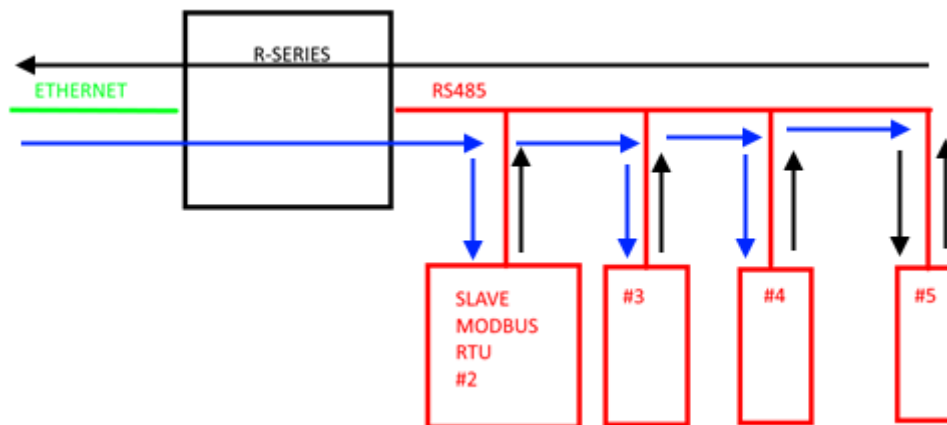 R-SERIES
ETHERNET
RS485
SLAVE
MODBUS
RTU
#2
#3
#4
#5